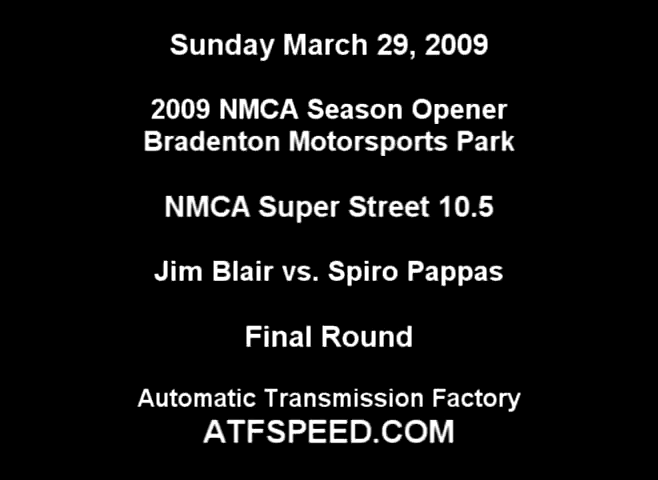 Sunday March 29, 2009
2009 NMCA Season Opener
Bradenton Motorsports Park
NMCA Super Street 10.5
Jim Blair vs. Spiro Pappas
Final Round
Automatic Transmission Factory
ATFSPEED.COM